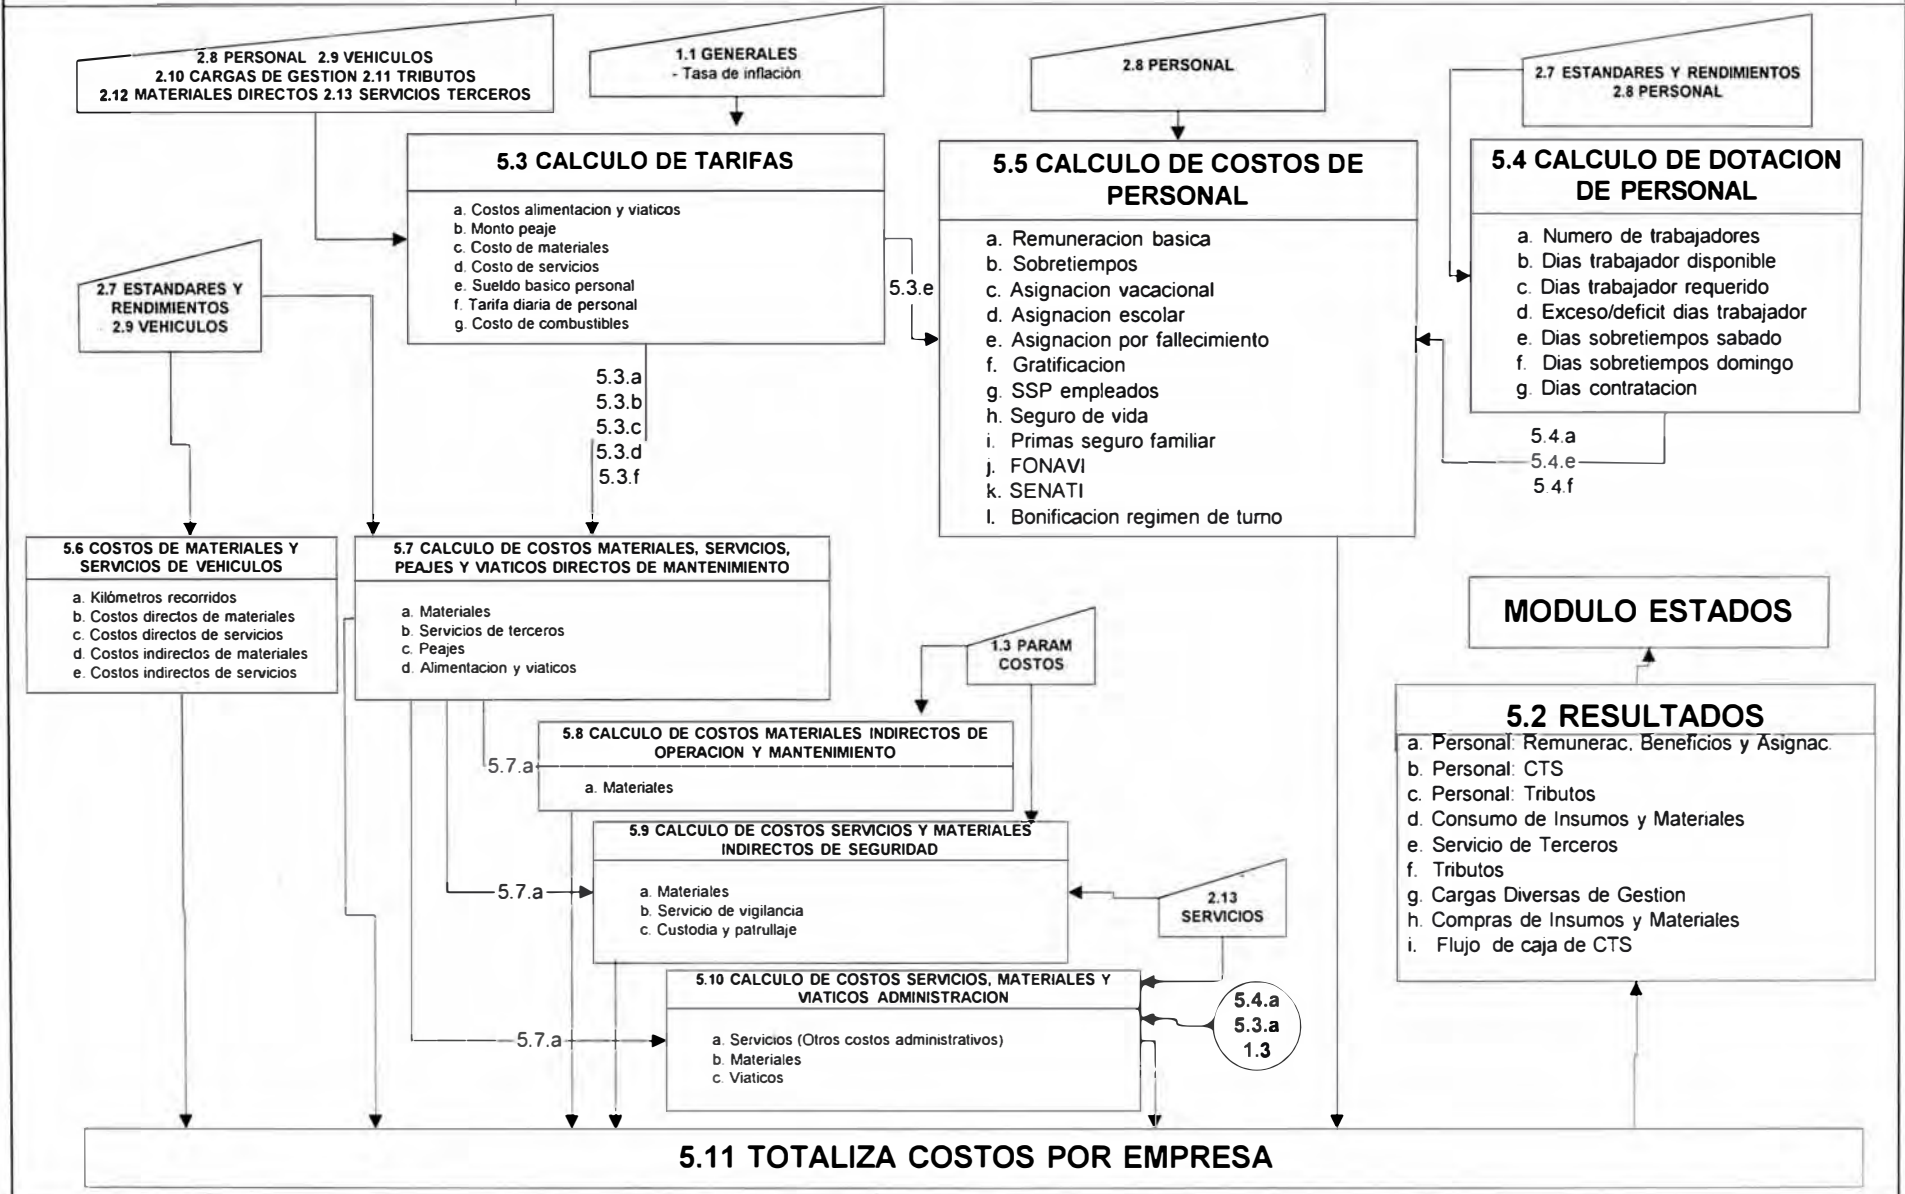 2.8 PERSONAL 2.9 VEHICULOS
2.10 CARGAS DE GESTION 2.11 TRIBUTOS
2.12 MATERIALES DIRECTOS 2.13 SERVICIOS TERCEROS
1.1 GENERALES
- Tasa de inflación
2.8 PERSONAL
2.7 ESTANDARES Y RENDIMIENTOS
2.8 PERSONAL
5.3 CALCULO DE TARIFAS
a. Costos alimentacion y viaticos
b. Monto peaje
c. Costo de materiales
d. Costo de servicios
e. Sueldo basico personal
f. Tarifa diaria de personal
g. Costo de combustibles
5.3.e
5.5 CALCULO DE COSTOS DE
PERSONAL
a. Remuneracion basica
b. Sobretiempos
c. Asignacion vacacional
d. Asignacion escolar
e. Asignacion por fallecimiento
f. Gratificacion
g. SSP empleados
h. Seguro de vida
i. Primas seguro familiar
j. FONAVI
k. SENATI
l. Bonificacion regimen de turno
5.4 CALCULO DE DOTACION
DE PERSONAL
a. Numero de trabajadores
b. Dias trabajador disponible
c. Dias trabajador requerido
d. Exceso/deficit dias trabajador
e. Dias sobretiempos sabado
f. Dias sobretiempos domingo
g. Dias contratacion
5.4.a
5.4.e
5.4.f
2.7 ESTANDARES Y
RENDIMIENTOS
2.9 VEHICULOS
5.3.a
5.3.b
5.3.c
5.3.d
5.3.f
5.6 COSTOS DE MATERIALES Y
SERVICIOS DE VEHICULOS
a. Kilómetros recorridos
b. Costos directos de materiales
c. Costos directos de servicios
d. Costos indirectos de materiales
e. Costos indirectos de servicios
5.7 CALCULO DE COSTOS MATERIALES, SERVICIOS,
PEAJES Y VIATICOS DIRECTOS DE MANTENIMIENTO
a. Materiales
b. Servicios de terceros
c. Peajes
d. Alimentacion y viaticos
1.3 PARAM
COSTOS
MODULO ESTADOS
5.8 CALCULO DE COSTOS MATERIALES INDIRECTOS DE
OPERACION Y MANTENIMIENTO
5.7.a
a. Materiales
5.9 CALCULO DE COSTOS SERVICIOS Y MATERIALES
INDIRECTOS DE SEGURIDAD
5.7.a
a. Materiales
b. Servicio de vigilancia
c. Custodia y patrullaje
2.13
SERVICIOS
5.10 CALCULO DE COSTOS SERVICIOS, MATERIALES Y
VIATICOS ADMINISTRACION
5.7.a
a. Servicios (Otros costos administrativos)
b. Materiales
c. Viaticos
5.4.a
5.3.a
1.3
5.2 RESULTADOS
a. Personal: Remunerac. Beneficios y Asignac.
b. Personal: CTS
c. Personal: Tributos
d. Consumo de Insumos y Materiales
e. Servicio de Terceros
f. Tributos
g. Cargas Diversas de Gestion
h. Compras de Insumos y Materiales
i. Flujo de caja de CTS
5.11 TOTALIZA COSTOS POR EMPRESA